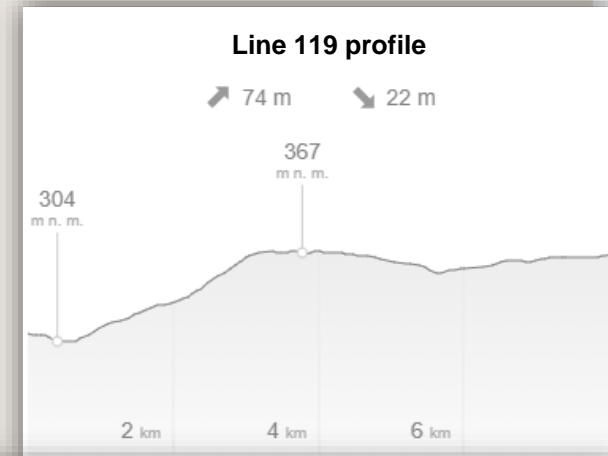 Line 119 profile
74 m 22 m
367
m n. m.
304
m n. m.
2 km 4 km 6 km